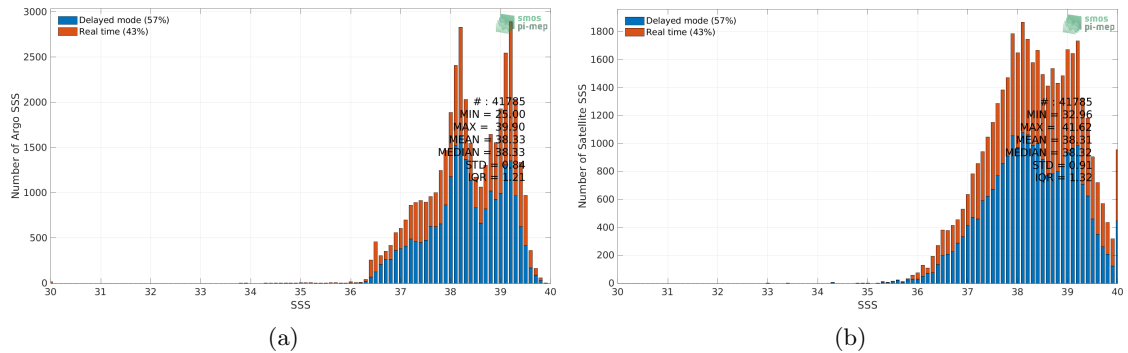 Delayed mode (57%)
Real time (43%)
smos
pi-mep
# : 41785
MIN = 25.00
MAX = 39.90
MEAN = 38.33
MEDIAN = 38.33
STD = 0.84
IQR = 1.21
Number of Argo SSS
3000
2500
2000
1500
1000
500
0
30
31
32
33
34
35
36
37
38
39
40
SSS
(a)
Delayed mode (57%)
Real time (43%)
smos
pi-mep
# : 41785
MIN = 32.96
MAX = 41.62
MEAN = 38.31
MEDIAN = 38.32
STD = 0.91
IQR = 1.32
Number of Satellite SSS
1800
1600
1400
1200
1000
800
600
400
200
0
30
31
32
33
34
35
36
37
38
39
40
SSS
(b)